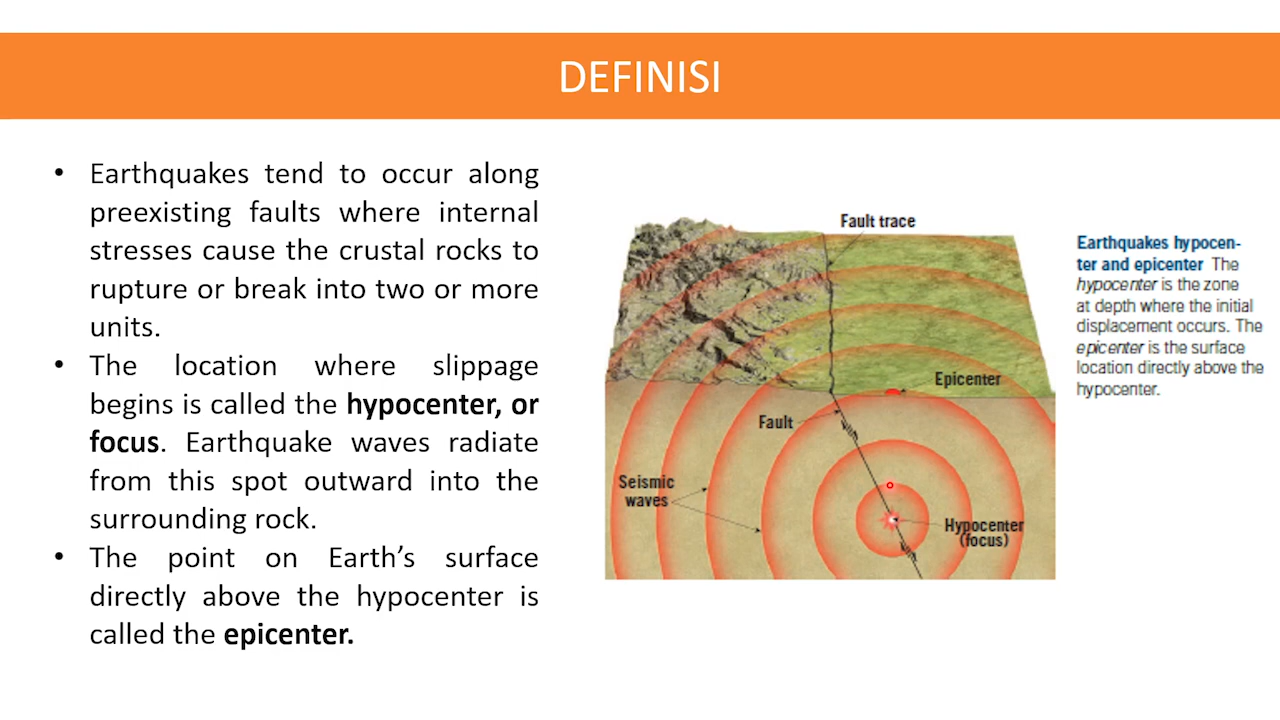 DEFINISI
• Earthquakes tend to occur along
preexisting faults where internal
stresses cause the crustal rocks to
rupture or break into two or more
units.
• The location where slippage
begins is called the hypocenter, or
focus. Earthquake waves radiate
from this spot outward into the
surrounding rock.
• The point on Earth’s surface
directly above the hypocenter is
called the epicenter.
Fault trace
Epicenter
Fault
Seismic
waves
Hypocenter
(focus)
Earthquakes hypocen-
ter and epicenter The
hypocenter is the zone
at depth where the initial
displacement occurs. The
epicenter is the surface
location directly above the
hypocenter.